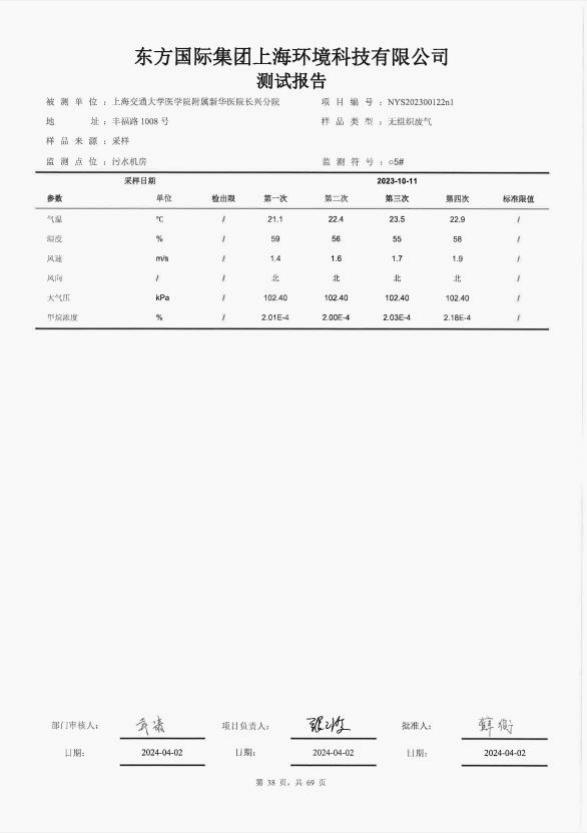 东方国际集团上海环境科技有限公司
测试报告
被测单位：上海交通大学医学院附属新华医院长兴分院 项目编号：NYS202300122n1
地址：丰福路 1008 号 样品类型：无组织废气
样品来源：采样
监测点位：污水机房 监测符号：○5#
采样日期 2023-10-11
参数 单位 检出限 第一次 第二次 第三次 第四次 标准限值
气温 ℃ / 21.1 22.4 23.5 22.9 /
湿度 % / 59 56 55 58 /
风速 m/s / 1.4 1.6 1.7 1.9 /
风向 / / 北 北 北 北 /
大气压 kPa / 102.40 102.40 102.40 102.40 /
甲烷浓度 % / 2.01E-4 2.00E-4 2.03E-4 2.18E-4 /
部门审核人： 项目负责人： 批准人：
日期： 2024-04-02 日期： 2024-04-02 日期： 2024-04-02
第 38 页，共 69 页